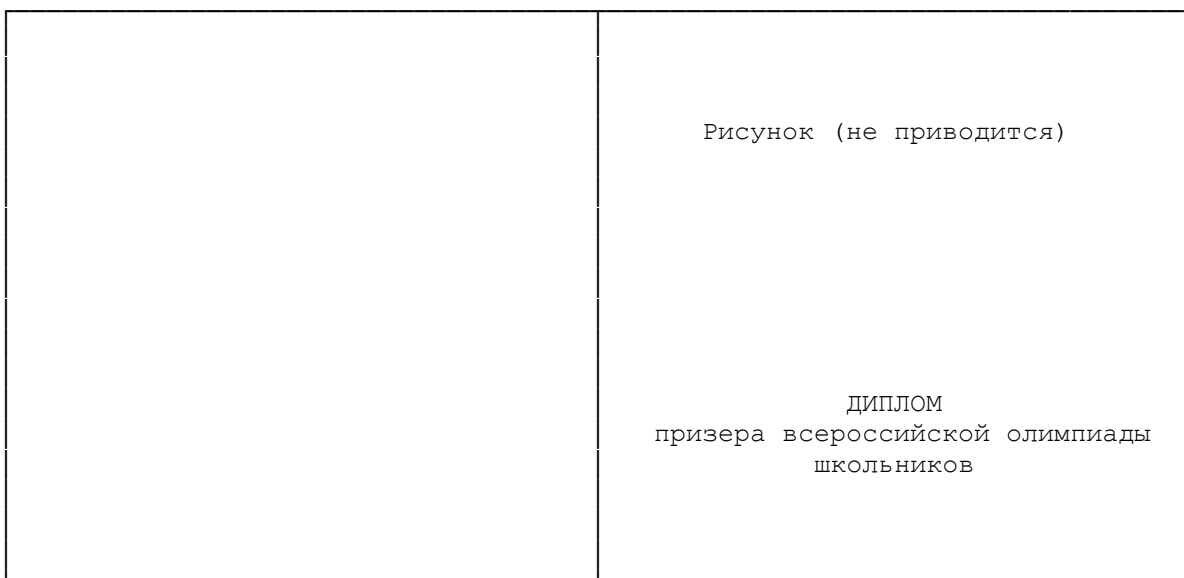 Рисунок (не приводится)
ДИПЛОМ
призера всероссийской олимпиады
школьников